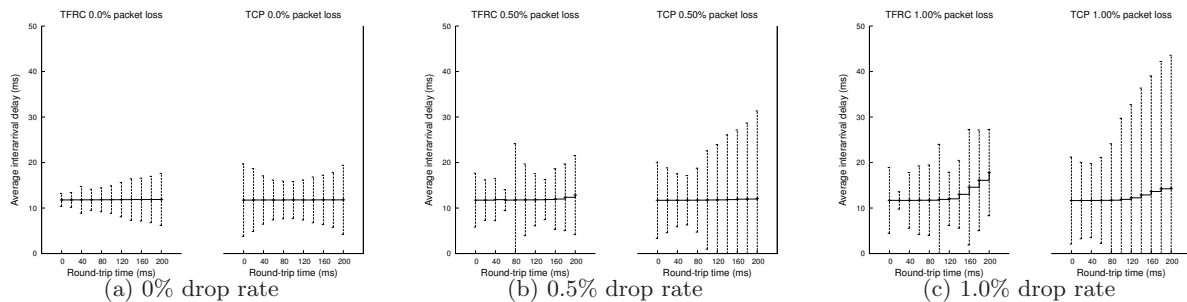 TFRC 0.0% packet loss
TCP 0.0% packet loss
Average interarrival delay (ms)
50
40
30
20
10
0
0 40 80 120 160 200
0 40 80 120 160 200
Round-trip time (ms)
Round-trip time (ms)
(a) 0% drop rate
TFRC 0.50% packet loss
TCP 0.50% packet loss
Average interarrival delay (ms)
50
40
30
20
10
0
0 40 80 120 160 200
0 40 80 120 160 200
Round-trip time (ms)
Round-trip time (ms)
(b) 0.5% drop rate
TFRC 1.00% packet loss
TCP 1.00% packet loss
Average interarrival delay (ms)
50
40
30
20
10
0
0 40 80 120 160 200
0 40 80 120 160 200
Round-trip time (ms)
Round-trip time (ms)
(c) 1.0% drop rate